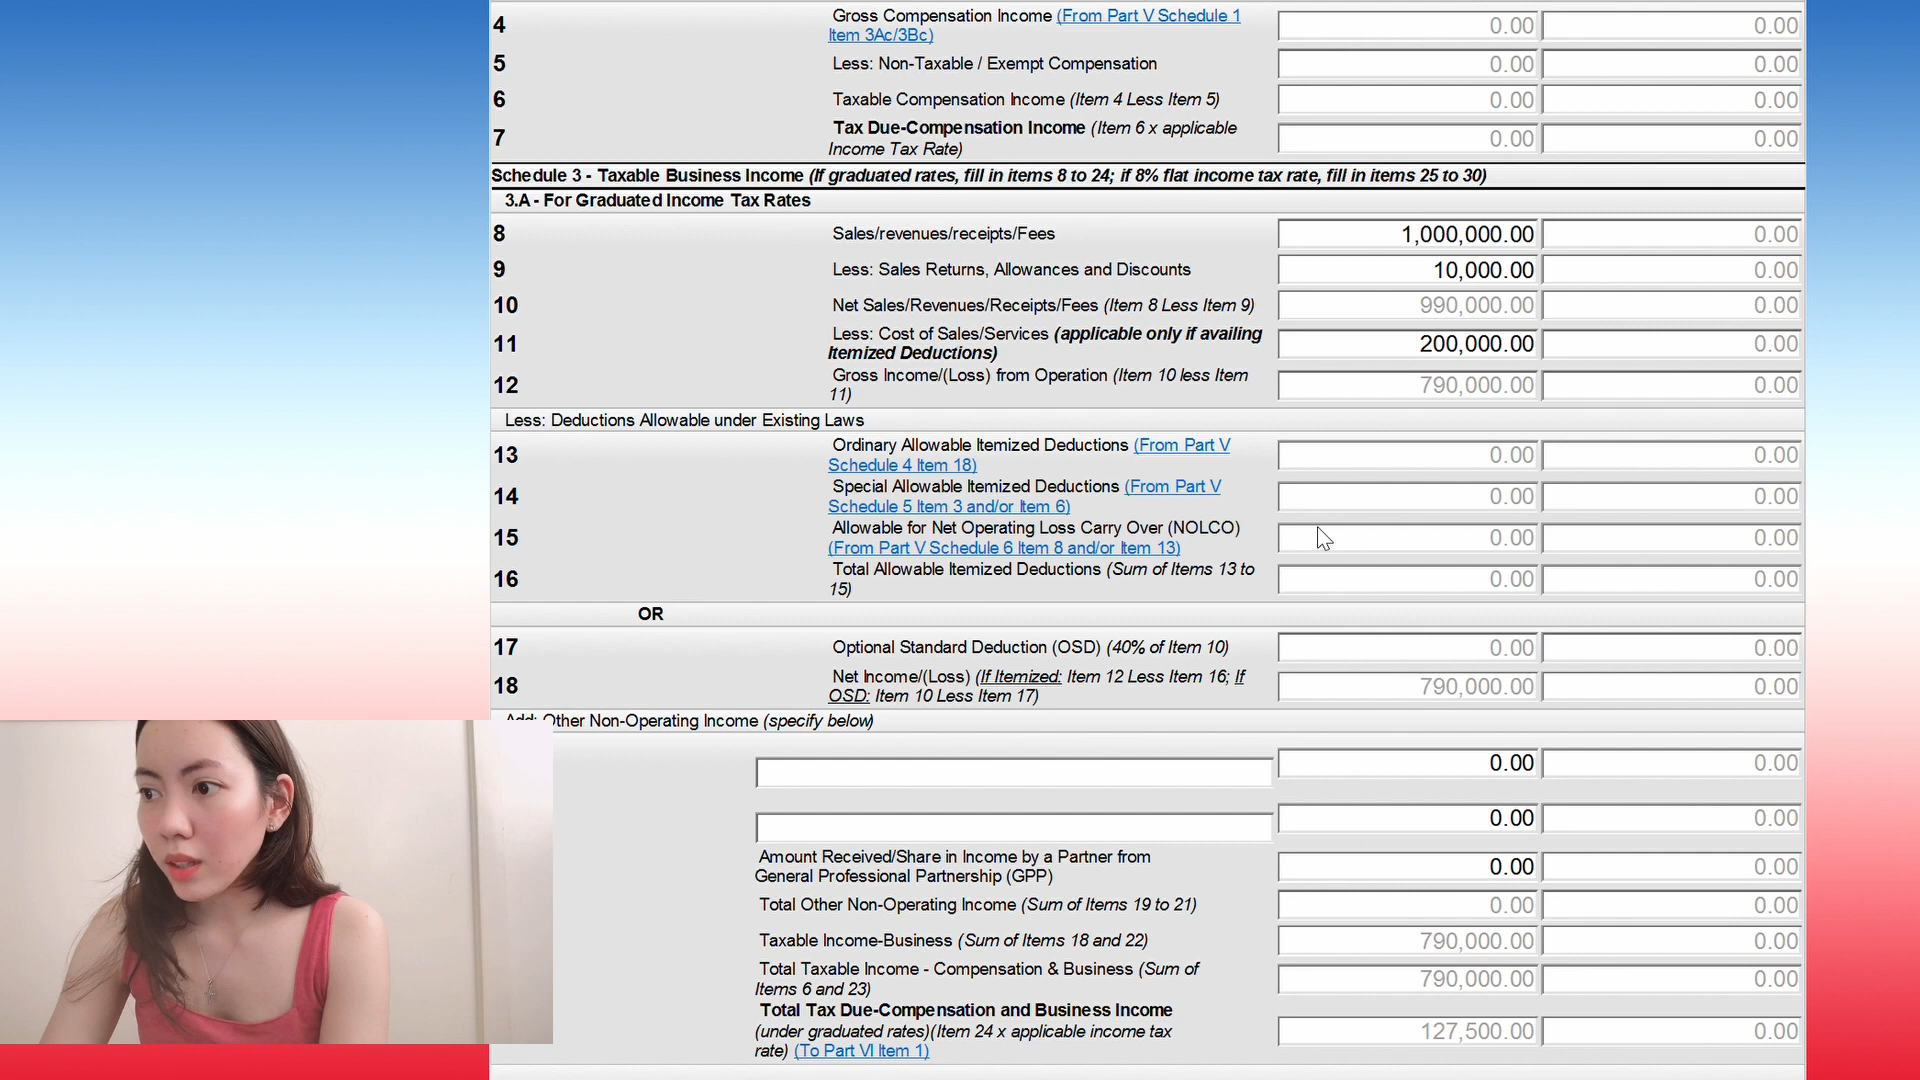 4 Gross Compensation Income (From Part V Schedule 1 0.00 0.00
Item 3Ac/3Bc)
5 Less: Non-Taxable / Exempt Compensation 0.00 0.00
6 Taxable Compensation Income (Item 4 Less Item 5) 0.00 0.00
7 Tax Due-Compensation Income (Item 6 x applicable 0.00 0.00
Income Tax Rate)
Schedule 3 - Taxable Business Income (If graduated rates, fill in items 8 to 24; if 8% flat income tax rate, fill in items 25 to 30)
3.A - For Graduated Income Tax Rates
8 Sales/revenues/receipts/Fees 1,000,000.00 0.00
9 Less: Sales Returns, Allowances and Discounts 10,000.00 0.00
10 Net Sales/Revenues/Receipts/Fees (Item 8 Less Item 9) 990,000.00 0.00
11 Less: Cost of Sales/Services (applicable only if availing 200,000.00 0.00
Itemized Deductions)
12 Gross Income/(Loss) from Operation (Item 10 less Item 790,000.00 0.00
11)
Less: Deductions Allowable under Existing Laws
13 Ordinary Allowable Itemized Deductions (From Part V 0.00 0.00
Schedule 4 Item 18)
14 Special Allowable Itemized Deductions (From Part V 0.00 0.00
Schedule 5 Item 3 and/or Item 6)
15 Allowable for Net Operating Loss Carry Over (NOLCO) 0.00 0.00
(From Part V Schedule 6 Item 8 and/or Item 13)
16 Total Allowable Itemized Deductions (Sum of Items 13 to 0.00 0.00
15)
OR
17 Optional Standard Deduction (OSD) (40% of Item 10) 0.00 0.00
18 Net Income/(Loss) (If Itemized: Item 12 Less Item 16; If 790,000.00 0.00
OSD: Item 10 Less Item 17)
Add: Other Non-Operating Income (specify below)
0.00 0.00
0.00 0.00
Amount Received/Share in Income by a Partner from 0.00 0.00
General Professional Partnership (GPP)
Total Other Non-Operating Income (Sum of Items 19 to 21) 0.00 0.00
Taxable Income-Business (Sum of Items 18 and 22) 790,000.00 0.00
Total Taxable Income - Compensation & Business (Sum of 790,000.00 0.00
Items 6 and 23)
Total Tax Due-Compensation and Business Income
(under graduated rates)(Item 24 x applicable income tax 127,500.00 0.00
rate) (To Part VI Item 1)